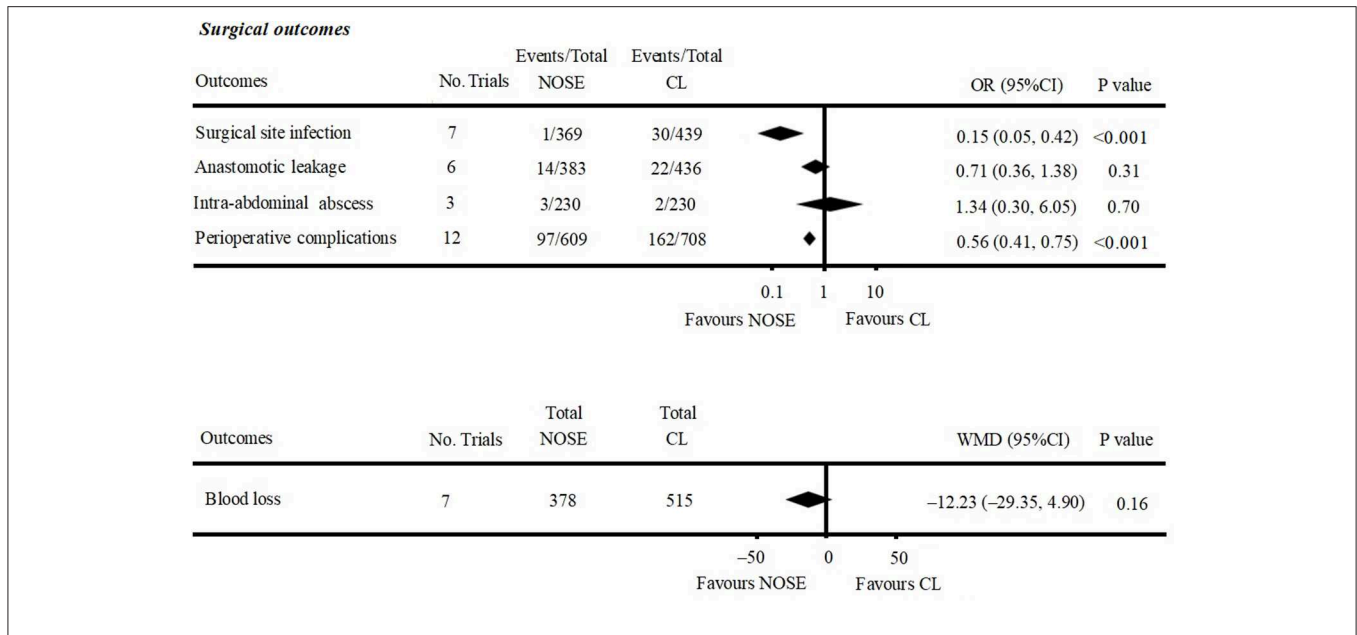 Surgical outcomes
Events/Total Events/Total
Outcomes No. Trials NOSE CL OR (95%CI) P value
Surgical site infection 7 1/369 30/439 0.15 (0.05, 0.42) <0.001
Anastomotic leakage 6 14/383 22/436 0.71 (0.36, 1.38) 0.31
Intra-abdominal abscess 3 3/230 2/230 1.34 (0.30, 6.05) 0.70
Perioperative complications 12 97/609 162/708 0.56 (0.41, 0.75) <0.001
0.1 1 10
Favours NOSE Favours CL
Total Total
Outcomes No. Trials NOSE CL WMD (95%CI) P value
Blood loss 7 378 515 –12.23 (–29.35, 4.90) 0.16
–50 0 50
Favours NOSE Favours CL